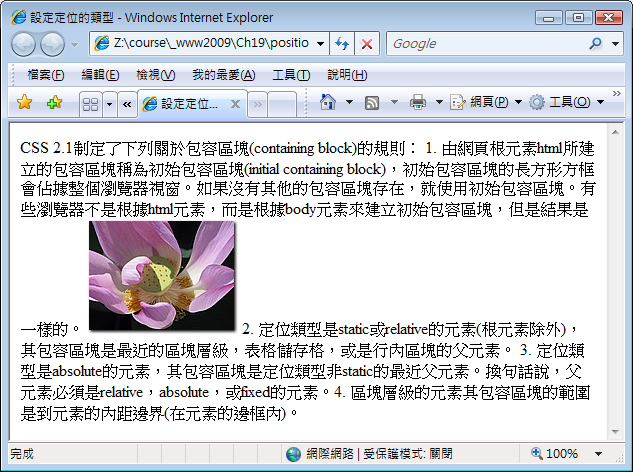 設定定位的類型 - Windows Internet Explorer
Z:\course\_www2009\Ch19\positio
Google
檔案(F) 編輯(E) 檢視(V) 我的最愛(A) 工具(T) 說明(H)
設定定位... 網頁(P) 工具(O)
CSS 2.1制定了下列關於包容區塊(containing block)的規則： 1. 由網頁根元素html所建
立的包容區塊稱為初始包容區塊(initial containing block)，初始包容區塊的長方形方框
會佔據整個瀏覽器視窗。如果沒有其他的包容區塊存在，就使用初始包容區塊。有
些瀏覽器不是根據html元素，而是根據body元素來建立初始包容區塊，但是結果是
一樣的。 2. 定位類型是static或relative的元素(根元素除外)，
其包容區塊是最近的區塊層級，表格儲存格，或是行內區塊的父元素。 3. 定位類
型是absolute的元素，其包容區塊是定位類型非static的最近父元素。換句話說，父
元素必須是relative，absolute，或fixed的元素。4. 區塊層級的元素其包容區塊的範圍
是到元素的內距邊界(在元素的邊框內)。
完成 網際網路 | 受保護模式: 關閉 100%